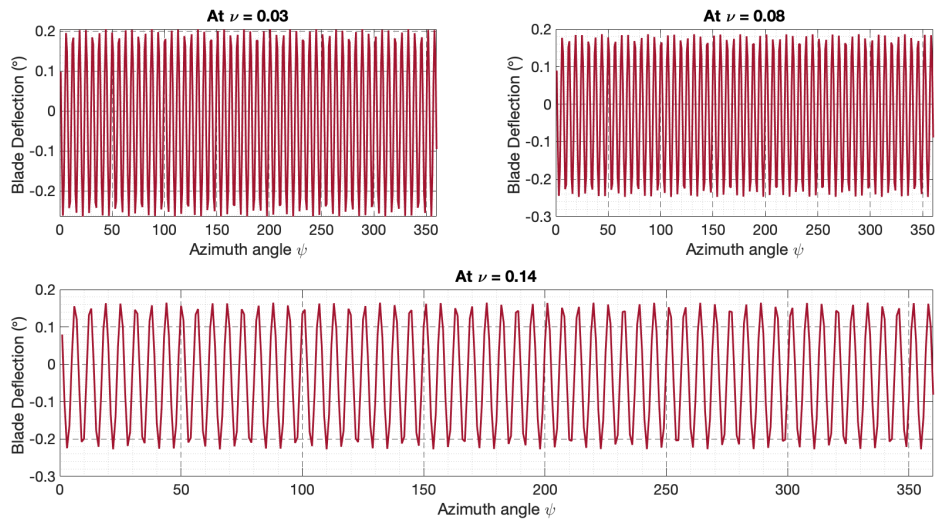 At ν = 0.03
Blade Deflection (°)
0.2
0.1
0
-0.1
-0.2
0 50 100 150 200 250 300 350
Azimuth angle ψ
At ν = 0.08
Blade Deflection (°)
0.2
0.1
0
-0.1
-0.2
-0.3
0 50 100 150 200 250 300 350
Azimuth angle ψ
At ν = 0.14
Blade Deflection (°)
0.2
0.1
0
-0.1
-0.2
-0.3
0 50 100 150 200 250 300 350
Azimuth angle ψ